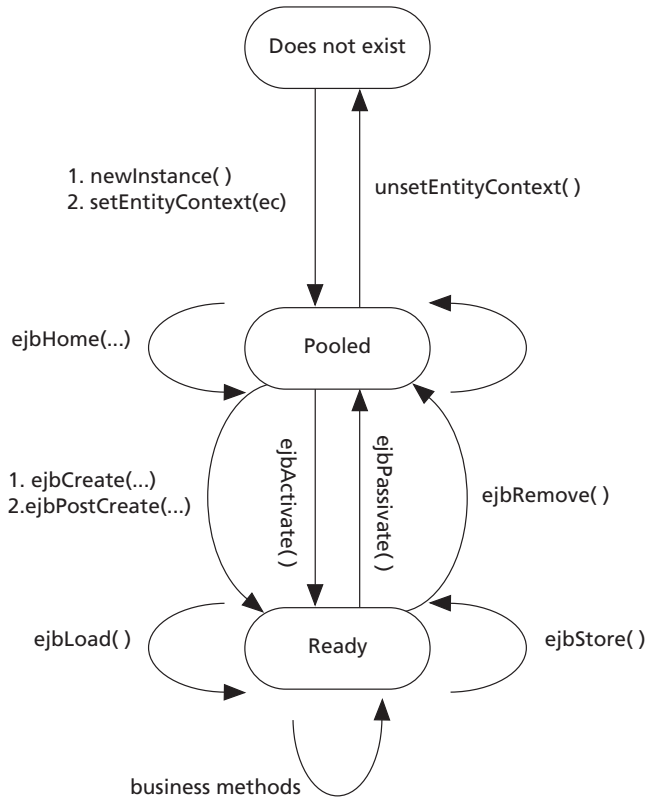 Does not exist
1. newInstance( )
2. setEntityContext(ec)
unsetEntityContext( )
ejbHome(...)
Pooled
1. ejbCreate(...)
2.ejbPostCreate(...)
ejbActivate( )
ejbPassivate( )
ejbRemove( )
ejbLoad( )
Ready
ejbStore( )
business methods